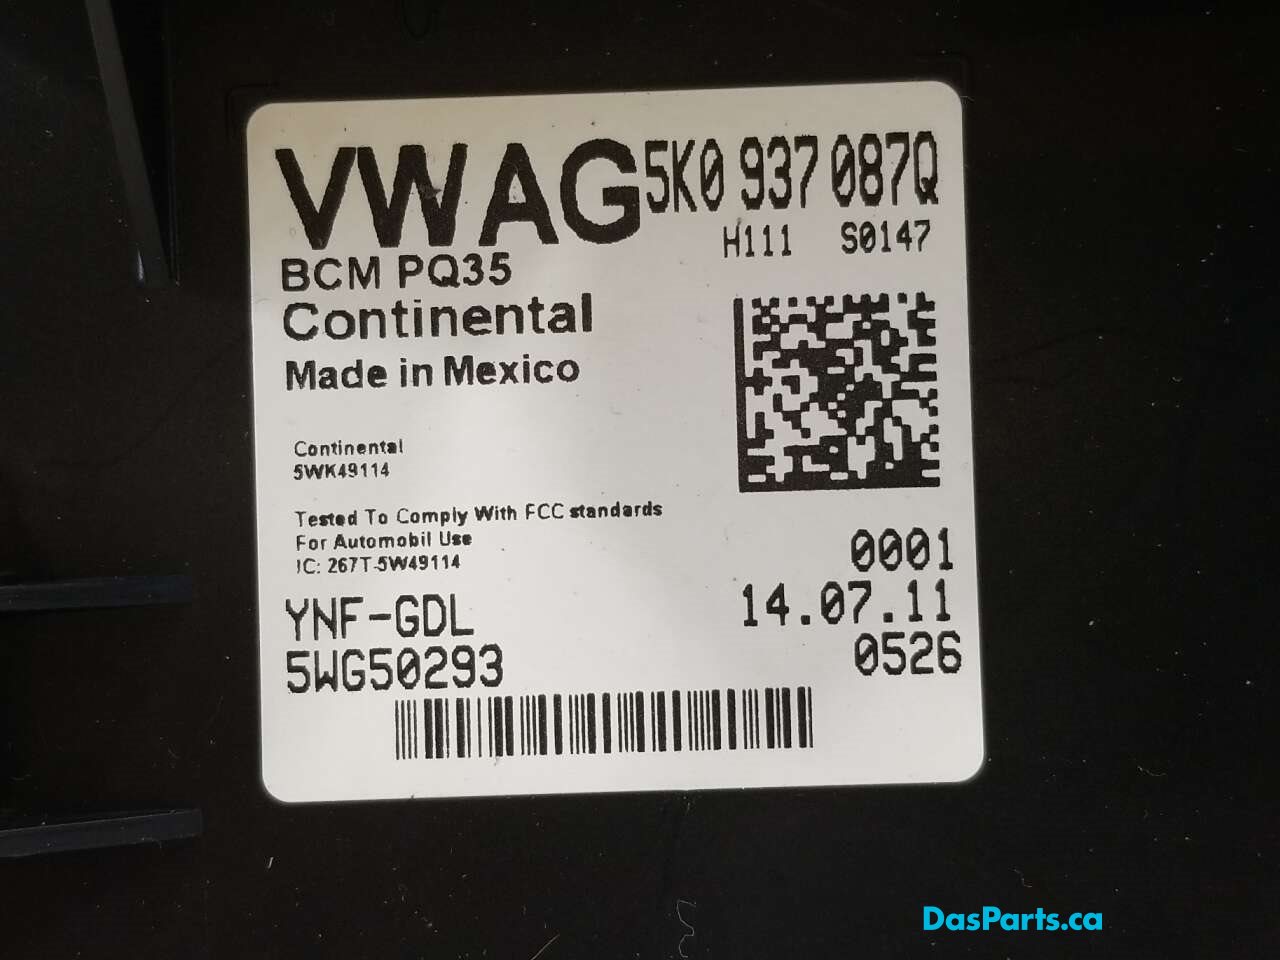 VWAG 5K0 937 087Q
H111 S0147
BCM PQ35
Continental
Made in Mexico
Continental
5WK49114
Tested To Comply With FCC standards
For Automobil Use
IC: 267T-5W49114
0001
YNF-GDL 14.07.11
5WG50293 0526
DasParts.ca